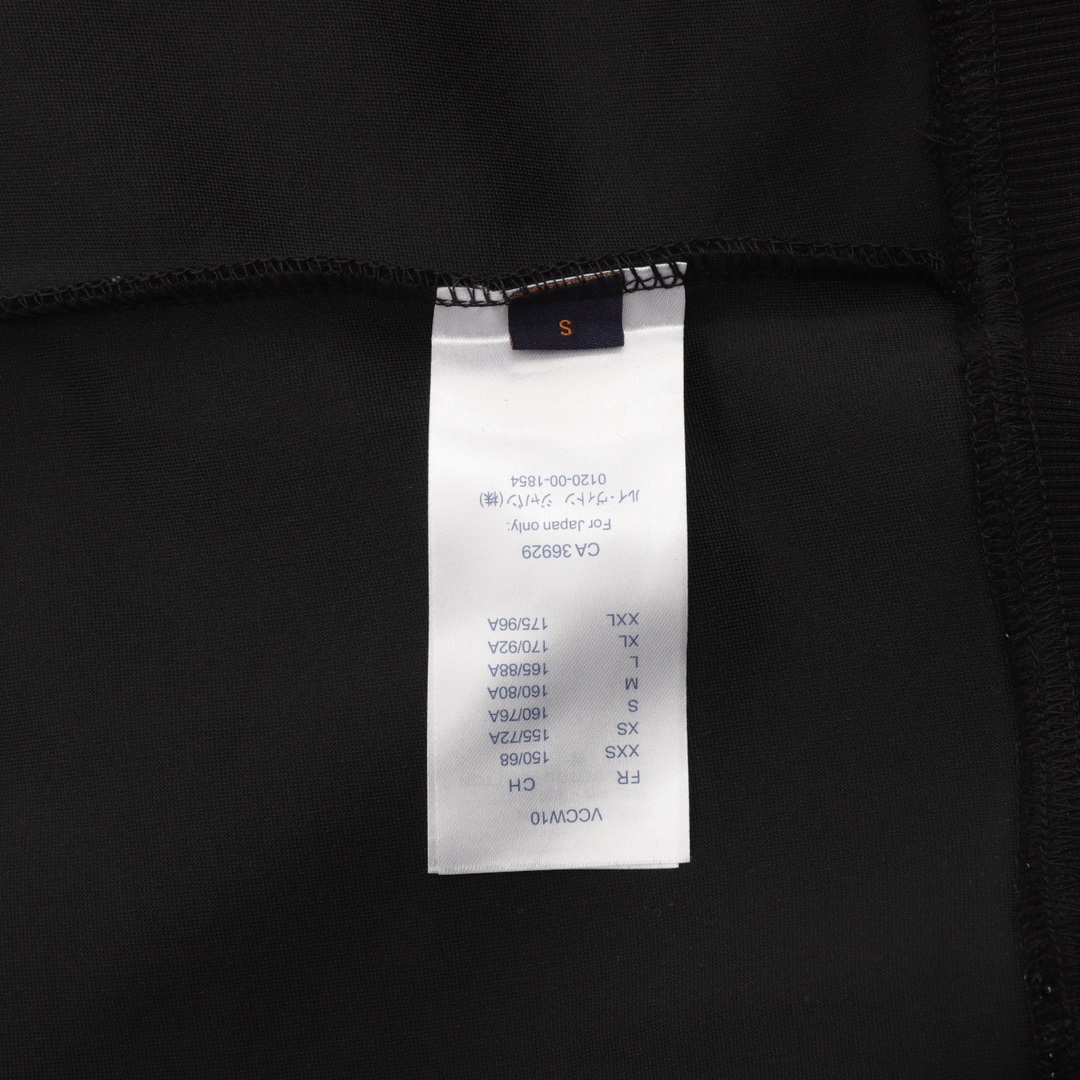 S
VCCW10
FR CH
XXS 150/68
XS 155/72A
S 160/76A
M 160/80A
L 165/88A
XL 170/92A
XXL 175/96A
CA 36929
For Japan only:
ルイ・ヴィトン ジャパン(株)
0120-00-1854